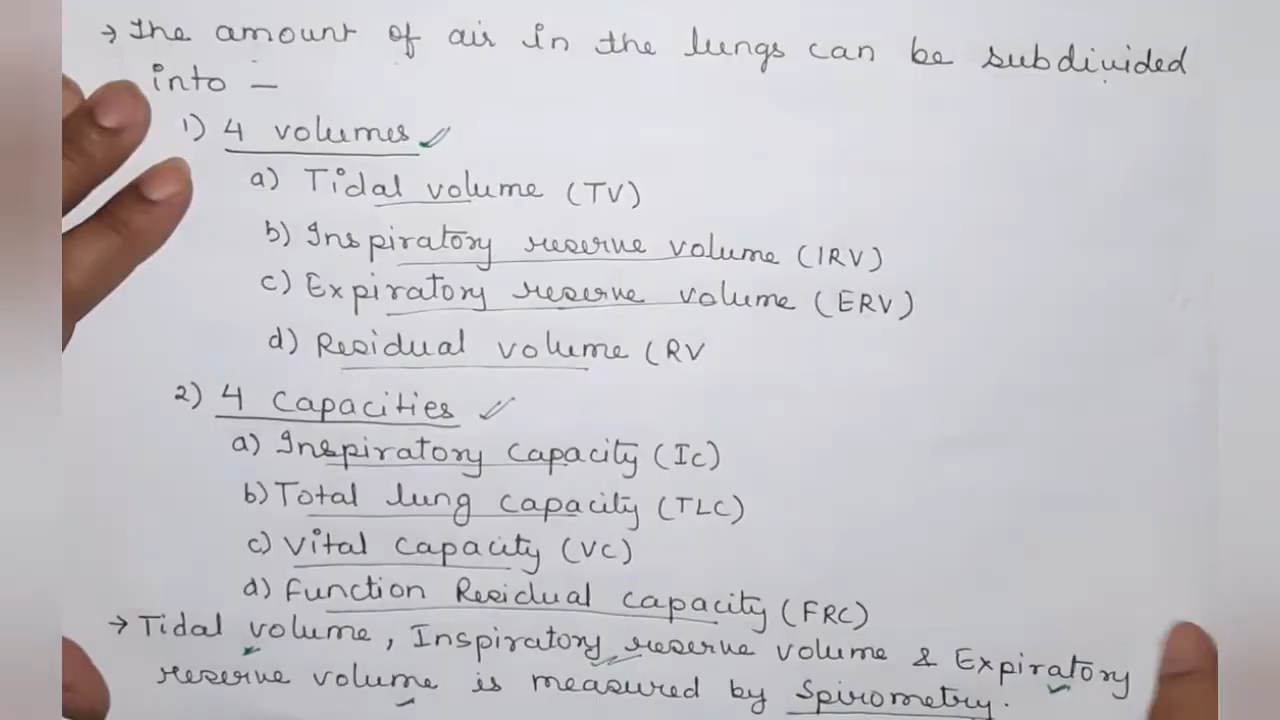 → The amount of air in the lungs can be subdivided
into –
1) 4 volumes ✓
a) Tidal volume (TV)
b) Inspiratory reserve volume (IRV)
c) Expiratory reserve volume (ERV)
d) Residual volume (RV
2) 4 Capacities ✓
a) Inspiratory capacity (Ic)
b) Total lung capacity (TLC)
c) Vital capacity (VC)
d) Function Residual capacity (FRC)
→ Tidal volume, Inspiratory reserve volume & Expiratory
reserve volume is measured by Spirometry.